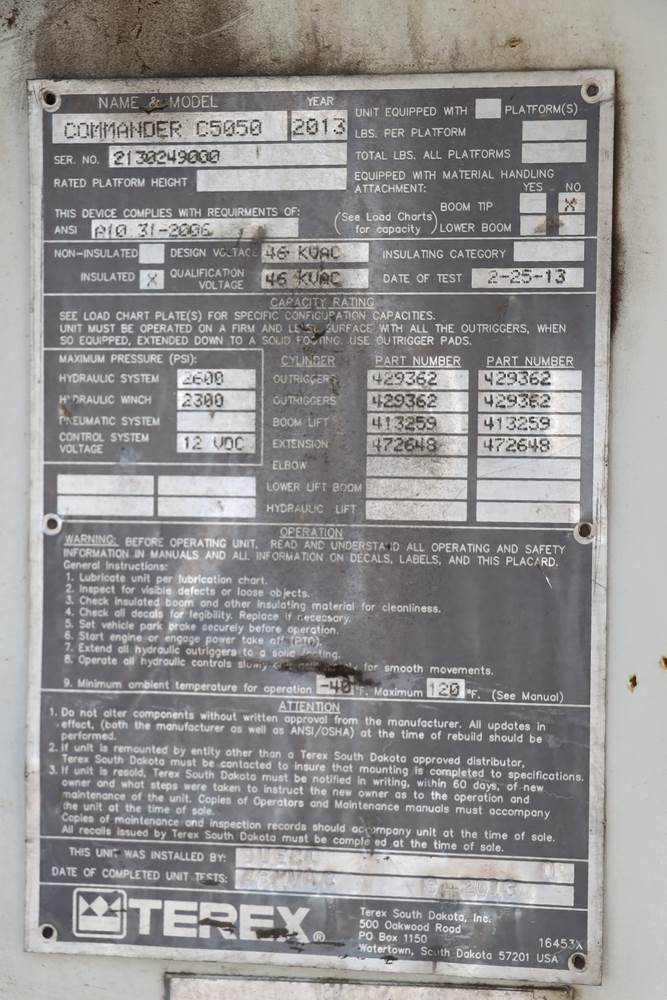 NAME & MODEL YEAR
COMMANDER C5050 2013
SER. NO. 2130249000
RATED PLATFORM HEIGHT
THIS DEVICE COMPLIES WITH REQUIRMENTS OF:
ANSI A10 31-2006
UNIT EQUIPPED WITH PLATFORM(S)
LBS. PER PLATFORM
TOTAL LBS. ALL PLATFORMS
EQUIPPED WITH MATERIAL HANDLING
ATTACHMENT: YES NO
BOOM TIP X
(See Load Charts for capacity) LOWER BOOM
NON-INSULATED DESIGN VOLTAGE 46 KVAC INSULATING CATEGORY
INSULATED X QUALIFICATION VOLTAGE 46 KVAC DATE OF TEST 2-25-13
CAPACITY RATING
SEE LOAD CHART PLATE(S) FOR SPECIFIC CONFIGURATION CAPACITIES.
UNIT MUST BE OPERATED ON A FIRM AND LEVEL SURFACE WITH ALL THE OUTRIGGERS, WHEN
SO EQUIPPED, EXTENDED DOWN TO A SOLID FOOTING. USE OUTRIGGER PADS.
MAXIMUM PRESSURE (PSI):
HYDRAULIC SYSTEM 2600
HYDRAULIC WINCH 2300
PNEUMATIC SYSTEM
CONTROL SYSTEM
VOLTAGE 12 VDC
CYLINDER PART NUMBER PART NUMBER
OUTRIGGERS 429362 429362
OUTRIGGERS 429362 429362
BOOM LIFT 413259 413259
EXTENSION 472648 472648
ELBOW
LOWER LIFT BOOM
HYDRAULIC LIFT
OPERATION
WARNING: BEFORE OPERATING UNIT, READ AND UNDERSTAND ALL OPERATING AND SAFETY
INFORMATION IN MANUALS AND ALL INFORMATION ON DECALS, LABELS, AND THIS PLACARD.
General Instructions:
1. Lubricate unit per lubrication chart.
2. Inspect for visible defects or loose objects.
3. Check insulated boom and other insulating material for cleanliness.
4. Check all decals for legibility. Replace if necessary.
5. Set vehicle park brake securely before operation.
6. Start engine or engage power take off (PTO).
7. Extend all hydraulic outriggers to a solid footing.
8. Operate all hydraulic controls slowly for smooth movements.
9. Minimum ambient temperature for operation -40 °F. Maximum 120 °F. (See Manual)
ATTENTION
1. Do not alter components without written approval from the manufacturer. All updates in
effect, (both the manufacturer as well as ANSI/OSHA) at the time of rebuild should be
performed.
2. If unit is remounted by entity other than a Terex South Dakota approved distributor,
Terex South Dakota must be contacted to insure that mounting is completed to specifications.
3. If unit is resold, Terex South Dakota must be notified in writing, within 60 days, of new
owner and what steps were taken to instruct the new owner as to the operation and
maintenance of the unit. Copies of Operators and Maintenance manuals must accompany
the unit at the time of sale.
Copies of maintenance and inspection records should accompany unit at the time of sale.
All recalls issued by Terex South Dakota must be completed at the time of sale.
THIS UNIT WAS INSTALLED BY:
DATE OF COMPLETED UNIT TESTS:
TEREX®
Terex South Dakota, Inc.
500 Oakwood Road
PO Box 1150
Watertown, South Dakota 57201 USA
16453X